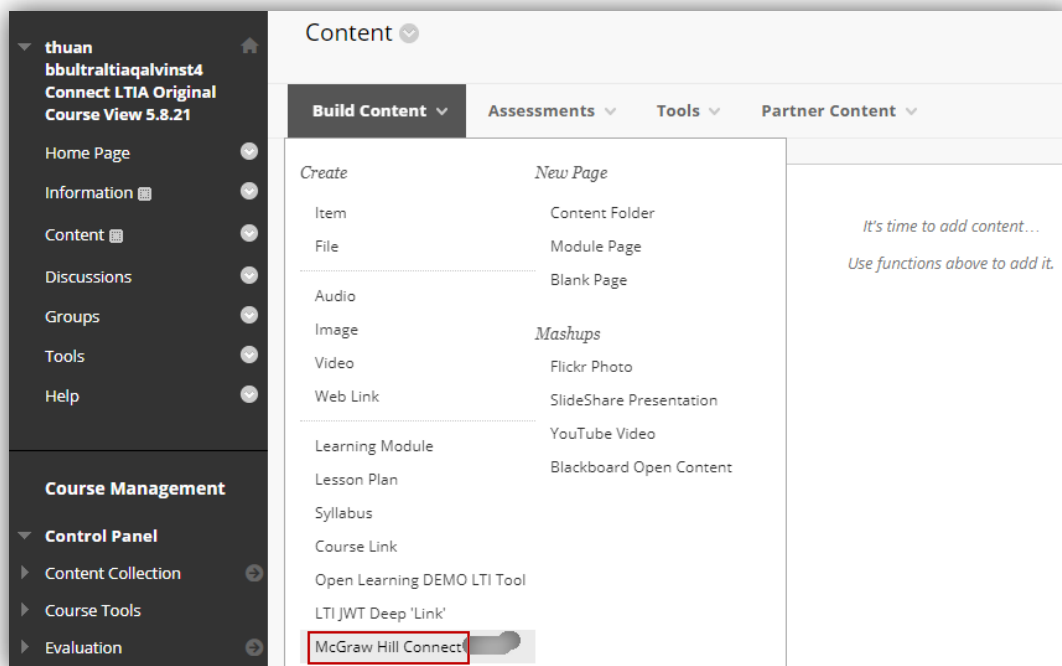 thuan
bbultraltiaqalvinst4
Connect LTIA Original
Course View 5.8.21
Home Page
Information
Content
Discussions
Groups
Tools
Help
Course Management
Control Panel
Content Collection
Course Tools
Evaluation
Content
Build Content
Assessments
Tools
Partner Content
Create
Item
File
Audio
Image
Video
Web Link
Learning Module
Lesson Plan
Syllabus
Course Link
Open Learning DEMO LTI Tool
LTI JWT Deep 'Link'
McGraw Hill Connect
New Page
Content Folder
Module Page
Blank Page
Mashups
Flickr Photo
SlideShare Presentation
YouTube Video
Blackboard Open Content
It's time to add content…
Use functions above to add it.